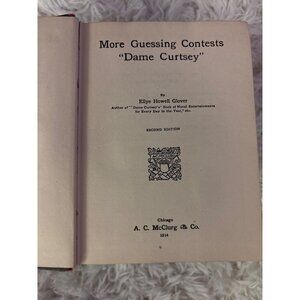 More Guessing Contests
"Dame Curtsey"
By
Ellye Howell Glover
Author of "Dame Curtsey's" Book of Novel Entertainments
for Every Day in the Year," etc.
SECOND EDITION
Chicago
A. C. McClurg & Co.
1914